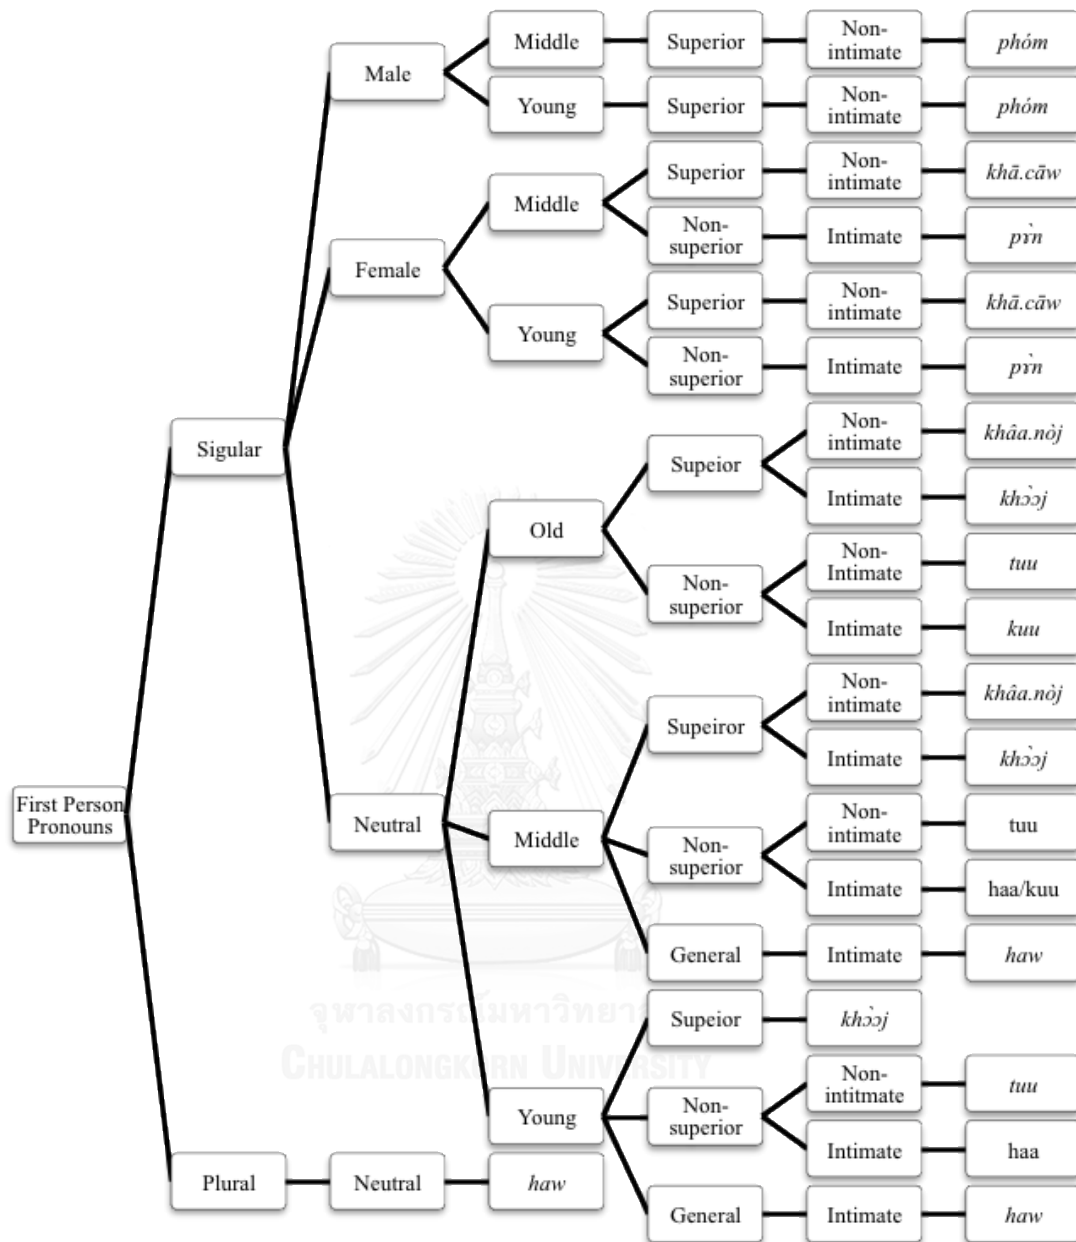 Male
Middle
Superior
Non-
intimate
phóm
Young
Superior
Non-
intimate
phóm
Female
Middle
Superior
Non-
intimate
khā.cāw
Non-
superior
Intimate
pɤ̀n
Young
Superior
Non-
intimate
khā.cāw
Non-
superior
Intimate
pɤ̀n
Sigular
Old
Supeior
Non-
intimate
khâa.nòj
Intimate
khɔ̀ɔj
Non-
superior
Non-
Intimate
tuu
Intimate
kuu
First Person
Pronouns
Neutral
Middle
Supeiror
Non-
intimate
khâa.nòj
Intimate
khɔ̀ɔj
Non-
superior
Non-
intimate
tuu
Intimate
haa/kuu
General
Intimate
haw
Young
Supeior
khɔ̀ɔj
Non-
superior
Non-
intitmate
tuu
Intimate
haa
General
Intimate
haw
Plural
Neutral
haw
จุฬาลงกรณ์มหาวิทยา
CHULALONGKORN UNIVERSITY